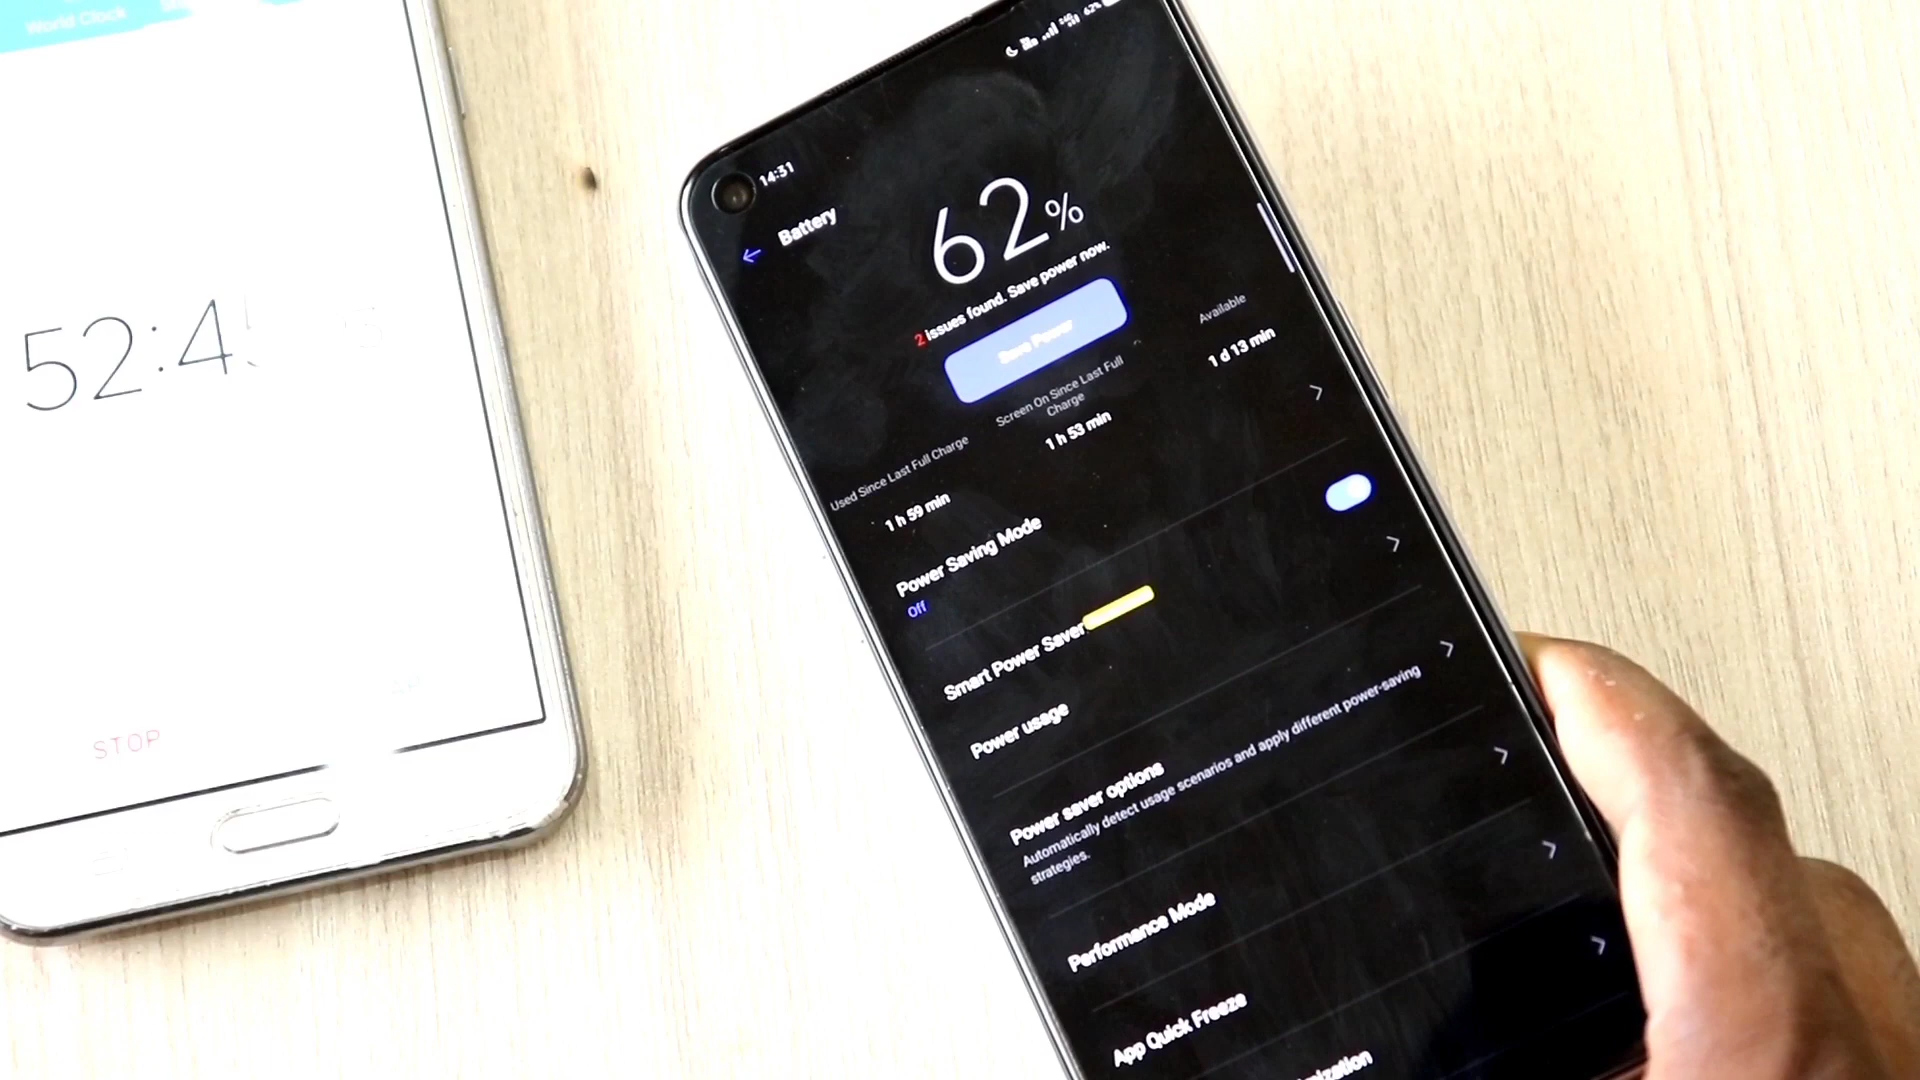 World Clock
52:4
STOP
62%
14:31
Battery
62%
2 issues found. Save power now.
Save Power
Used Since Last Full Charge
1 h 59 min
Screen On Since Last Full
Charge
1 h 53 min
Available
1 d 13 min
Power Saving Mode
Off
Smart Power Saver
Power usage
Power saver options
Automatically detect usage scenarios and apply different power-saving
strategies.
Performance Mode
App Quick Freeze